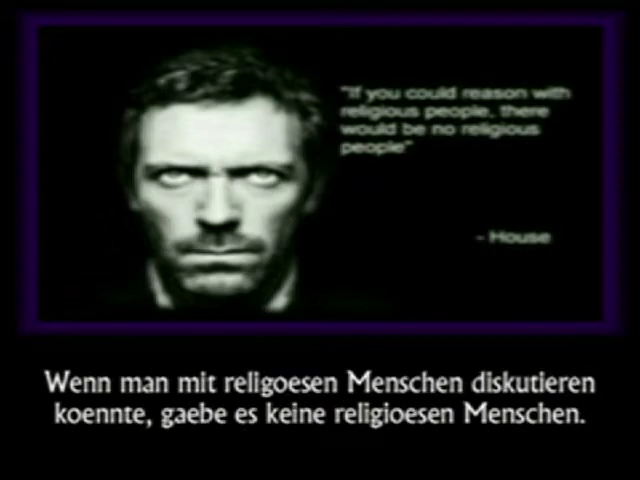 "If you could reason with
religious people, there
would be no religious
people"
- House
Wenn man mit religoesen Menschen diskutieren
koennte, gaebe es keine religioesen Menschen.